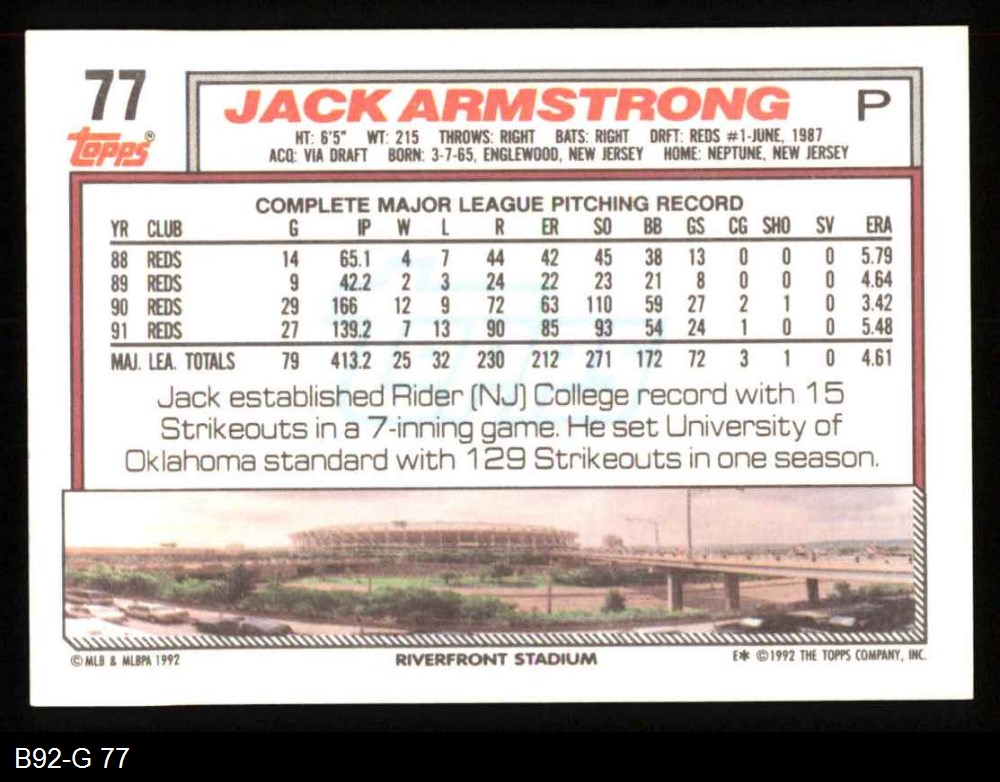 77
Topps®
JACK ARMSTRONG P
HT: 6'5" WT: 215 THROWS: RIGHT BATS: RIGHT DRFT: REDS #1-JUNE, 1987
ACQ: VIA DRAFT BORN: 3-7-65, ENGLEWOOD, NEW JERSEY HOME: NEPTUNE, NEW JERSEY
COMPLETE MAJOR LEAGUE PITCHING RECORD
YR CLUB G IP W L R ER SO BB GS CG SHO SV ERA
88 REDS 14 65.1 4 7 44 42 45 38 13 0 0 0 5.79
89 REDS 9 42.2 2 3 24 22 23 21 8 0 0 0 4.64
90 REDS 29 166 12 9 72 63 110 59 27 2 1 0 3.42
91 REDS 27 139.2 7 13 90 85 93 54 24 1 0 0 5.48
MAJ. LEA. TOTALS 79 413.2 25 32 230 212 271 172 72 3 1 0 4.61
Jack established Rider (NJ) College record with 15
Strikeouts in a 7-inning game. He set University of
Oklahoma standard with 129 Strikeouts in one season.
© MLB & MLBPA 1992 RIVERFRONT STADIUM E* ©1992 THE TOPPS COMPANY, INC.
B92-G 77